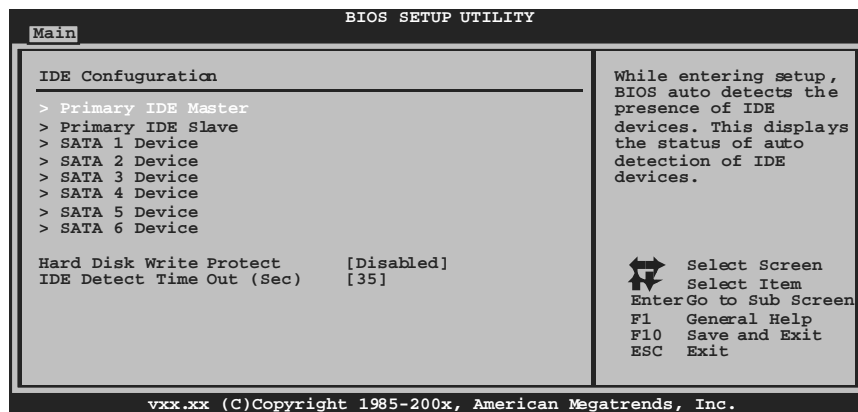 BIOS SETUP UTILITY
Main
IDE Confuguration
> Primary IDE Master
> Primary IDE Slave
> SATA 1 Device
> SATA 2 Device
> SATA 3 Device
> SATA 4 Device
> SATA 5 Device
> SATA 6 Device
Hard Disk Write Protect [Disabled]
IDE Detect Time Out (Sec) [35]
While entering setup,
BIOS auto detects the
presence of IDE
devices. This displays
the status of auto
detection of IDE
devices.
Select Screen
Select Item
Enter Go to Sub Screen
F1 General Help
F10 Save and Exit
ESC Exit
vxx.xx (C)Copyright 1985-200x, American Megatrends, Inc.